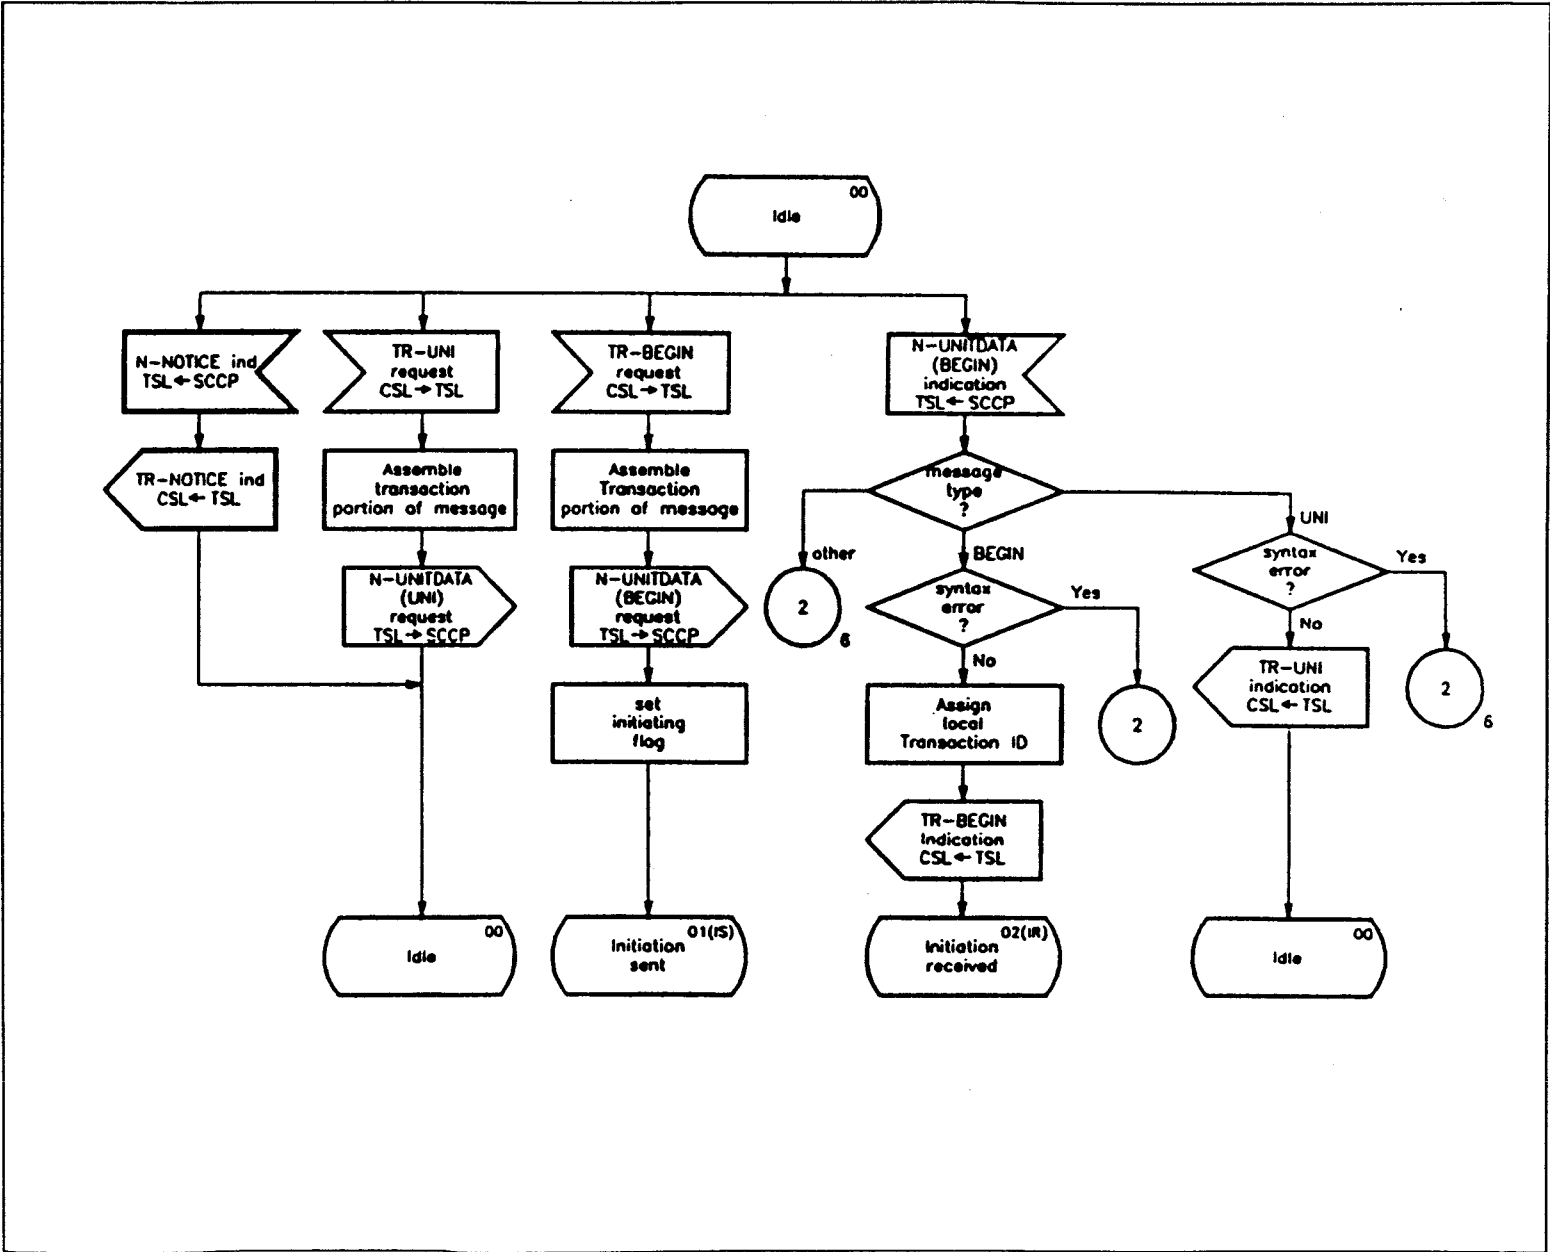 00
Idle
N-NOTICE ind
TSL←SCCP
TR-UNI
request
CSL→TSL
TR-BEGIN
request
CSL→TSL
N-UNITDATA
(BEGIN)
indication
TSL←SCCP
TR-NOTICE ind
CSL←TSL
Assemble
transaction
portion of message
Assemble
Transaction
portion of message
message
type
?
other
BEGIN
UNI
N-UNITDATA
(UNI)
request
TSL→SCCP
N-UNITDATA
(BEGIN)
request
TSL→SCCP
2
6
syntax
error
?
Yes
No
2
syntax
error
?
Yes
No
2
6
set
initiating
flag
Assign
local
Transaction ID
TR-UNI
indication
CSL←TSL
TR-BEGIN
Indication
CSL←TSL
00
Idle
01(IS)
Initiation
sent
02(IR)
Initiation
received
00
Idle